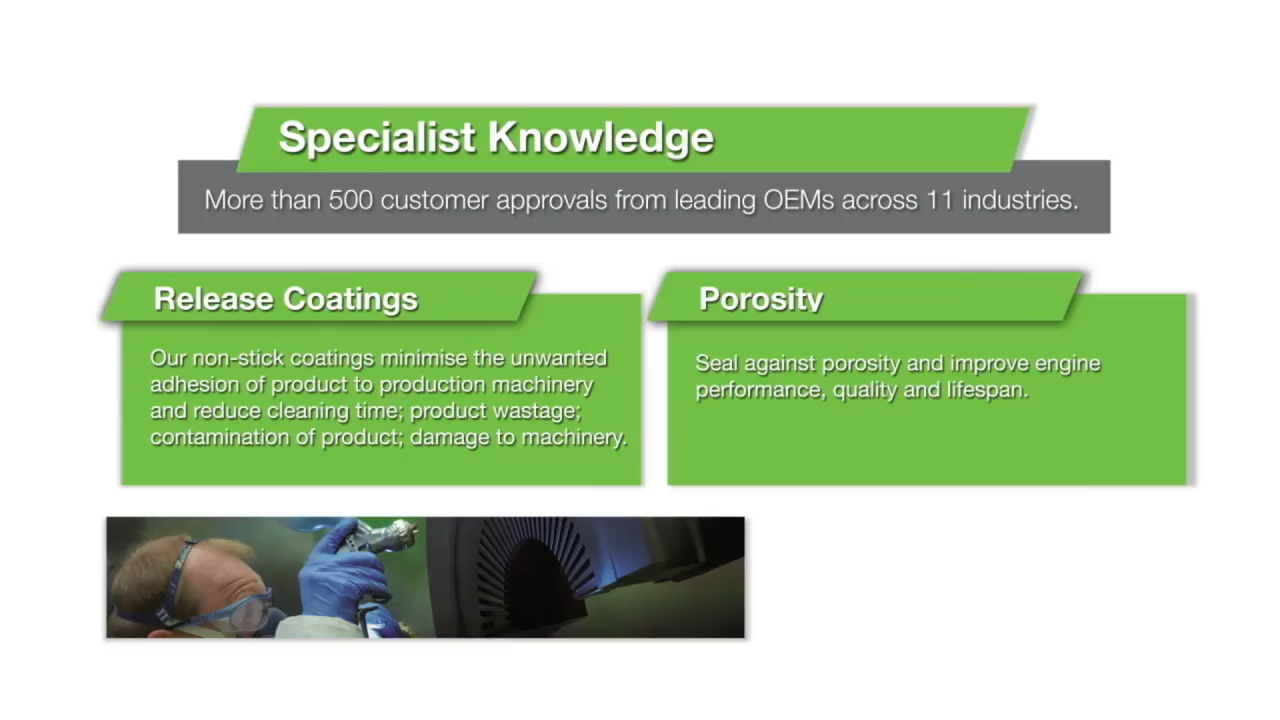 Specialist Knowledge
More than 500 customer approvals from leading OEMs across 11 industries.
Release Coatings
Our non-stick coatings minimise the unwanted
adhesion of product to production machinery
and reduce cleaning time; product wastage;
contamination of product; damage to machinery.
Porosity
Seal against porosity and improve engine
performance, quality and lifespan.